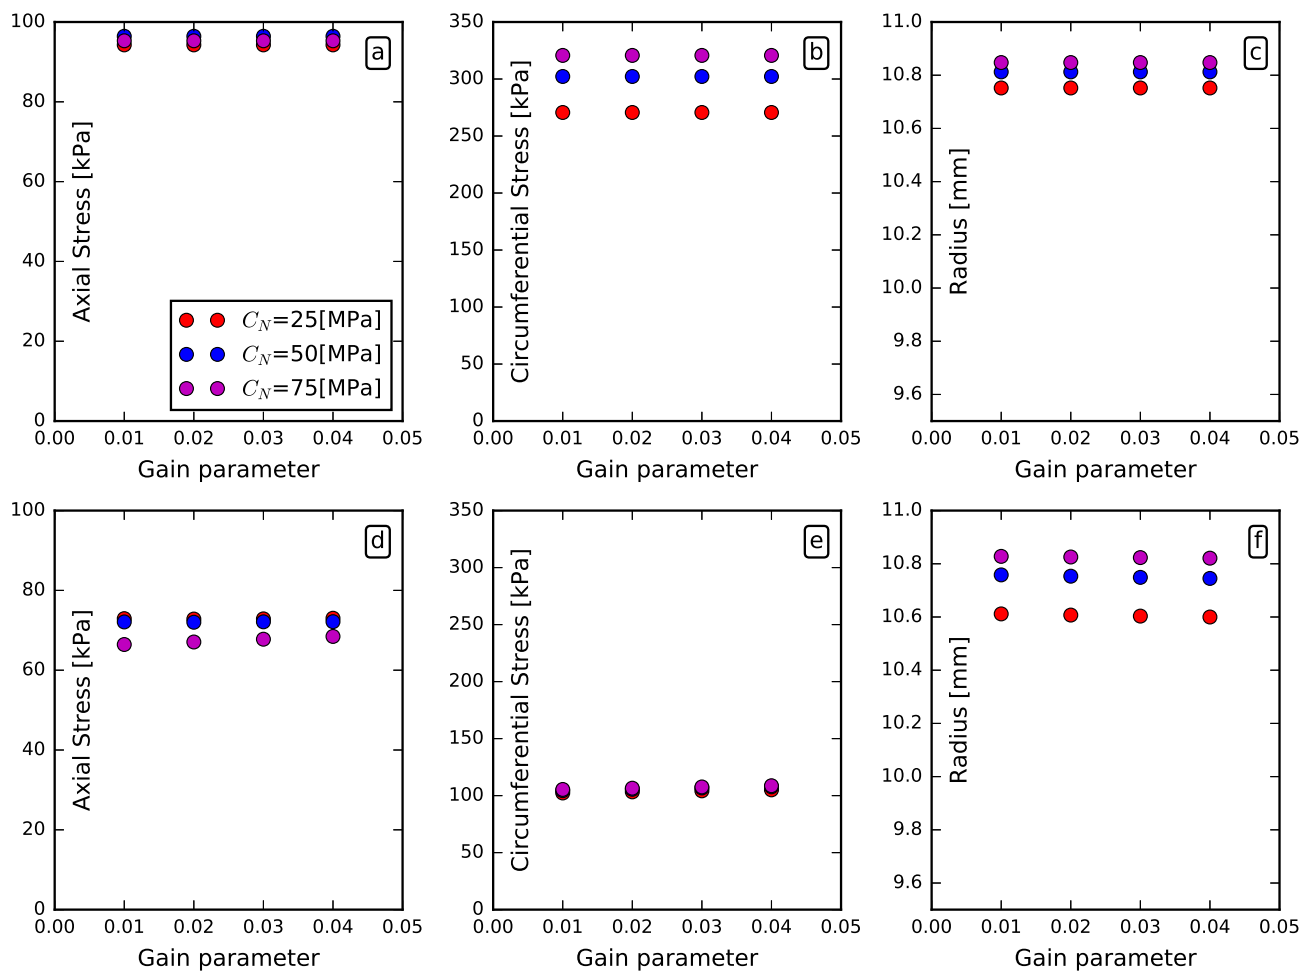 100
80
60
40
20
0
0.00 0.01 0.02 0.03 0.04 0.05
Gain parameter
Axial Stress [kPa]
a
C_N=25[MPa]
C_N=50[MPa]
C_N=75[MPa]
350
300
250
200
150
100
50
0
0.00 0.01 0.02 0.03 0.04 0.05
Gain parameter
Circumferential Stress [kPa]
b
11.0
10.8
10.6
10.4
10.2
10.0
9.8
9.6
0.00 0.01 0.02 0.03 0.04 0.05
Gain parameter
Radius [mm]
c
100
80
60
40
20
0
0.00 0.01 0.02 0.03 0.04 0.05
Gain parameter
Axial Stress [kPa]
d
350
300
250
200
150
100
50
0
0.00 0.01 0.02 0.03 0.04 0.05
Gain parameter
Circumferential Stress [kPa]
e
11.0
10.8
10.6
10.4
10.2
10.0
9.8
9.6
0.00 0.01 0.02 0.03 0.04 0.05
Gain parameter
Radius [mm]
f